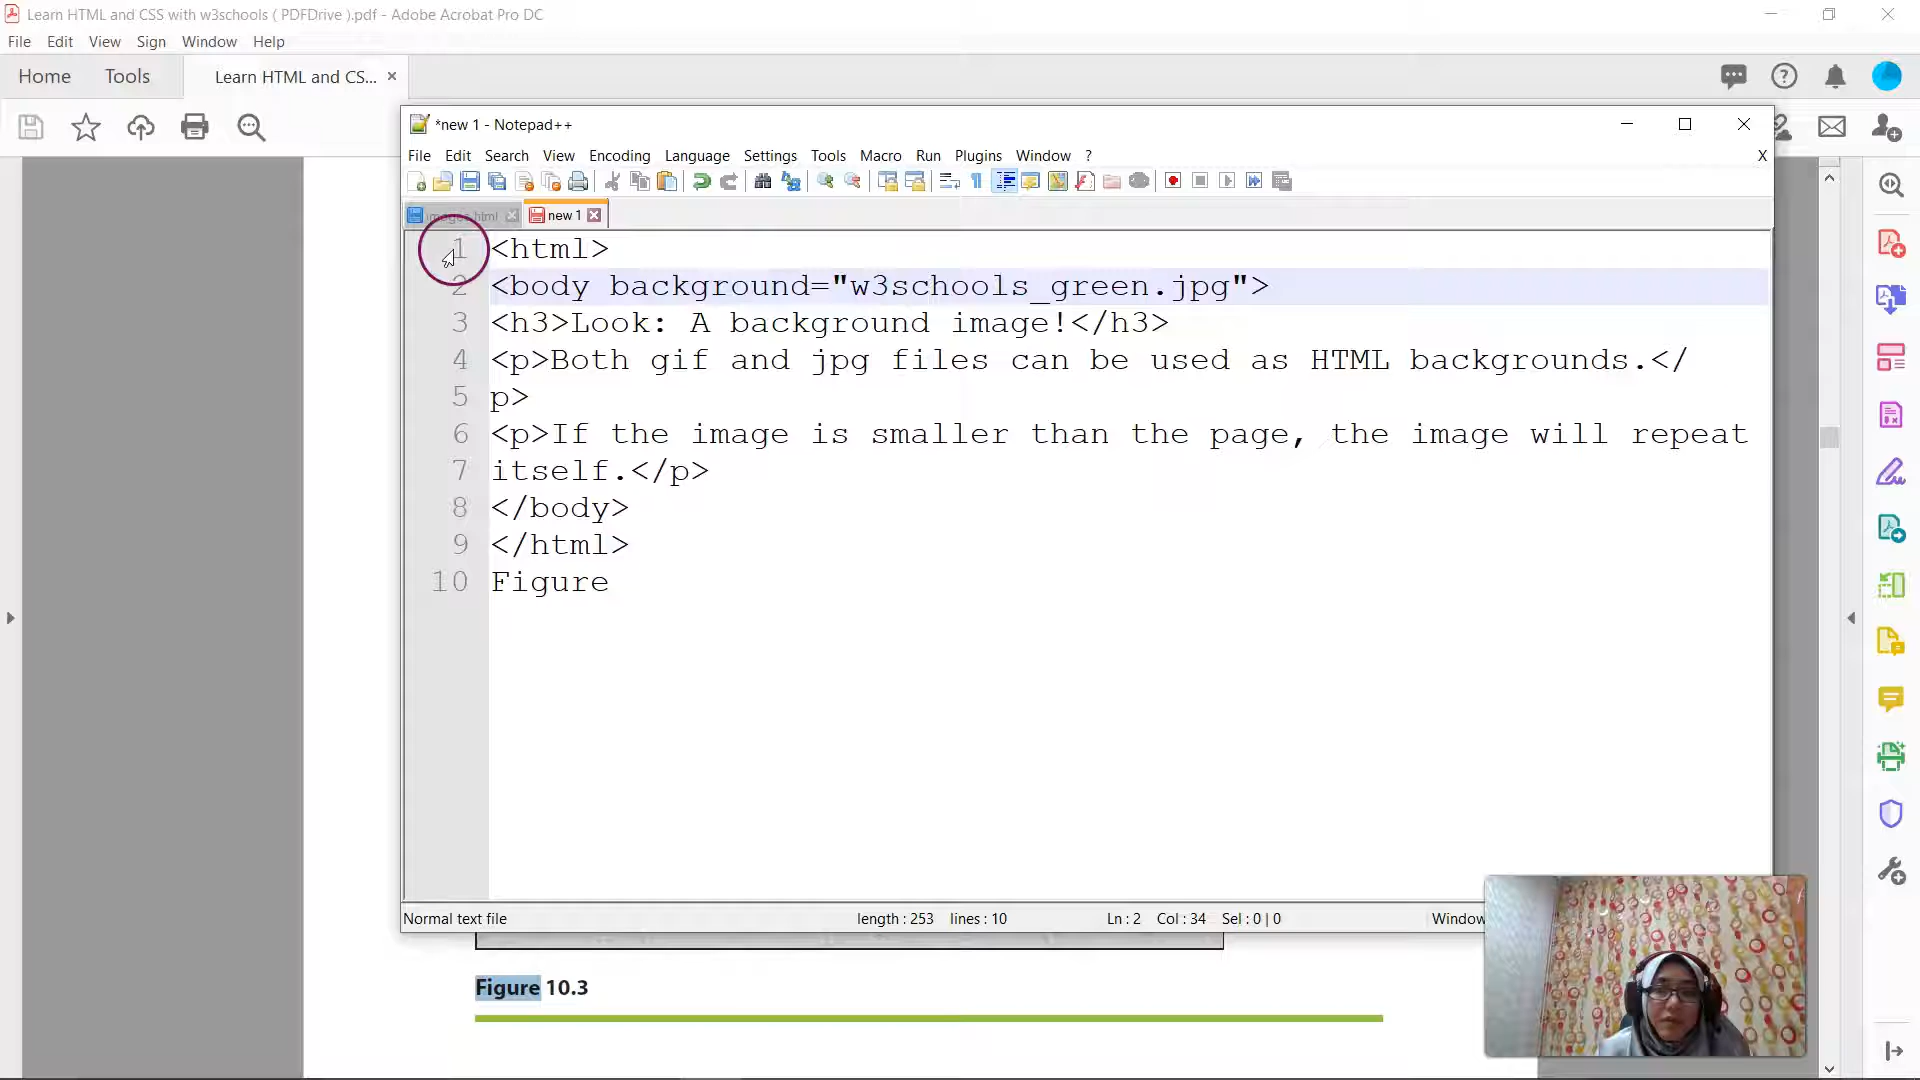 Learn HTML and CSS with w3schools ( PDFDrive ).pdf - Adobe Acrobat Pro DC
File Edit View Sign Window Help
Home Tools Learn HTML and CS... ×
*new 1 - Notepad++
File Edit Search View Encoding Language Settings Tools Macro Run Plugins Window ? X
images.html new 1
1 <html>
2 <body background="w3schools_green.jpg">
3 <h3>Look: A background image!</h3>
4 <p>Both gif and jpg files can be used as HTML backgrounds.</
5 p>
6 <p>If the image is smaller than the page, the image will repeat
7 itself.</p>
8 </body>
9 </html>
10 Figure
Normal text file length : 253 lines : 10 Ln : 2 Col : 34 Sel : 0 | 0 Window
Figure 10.3